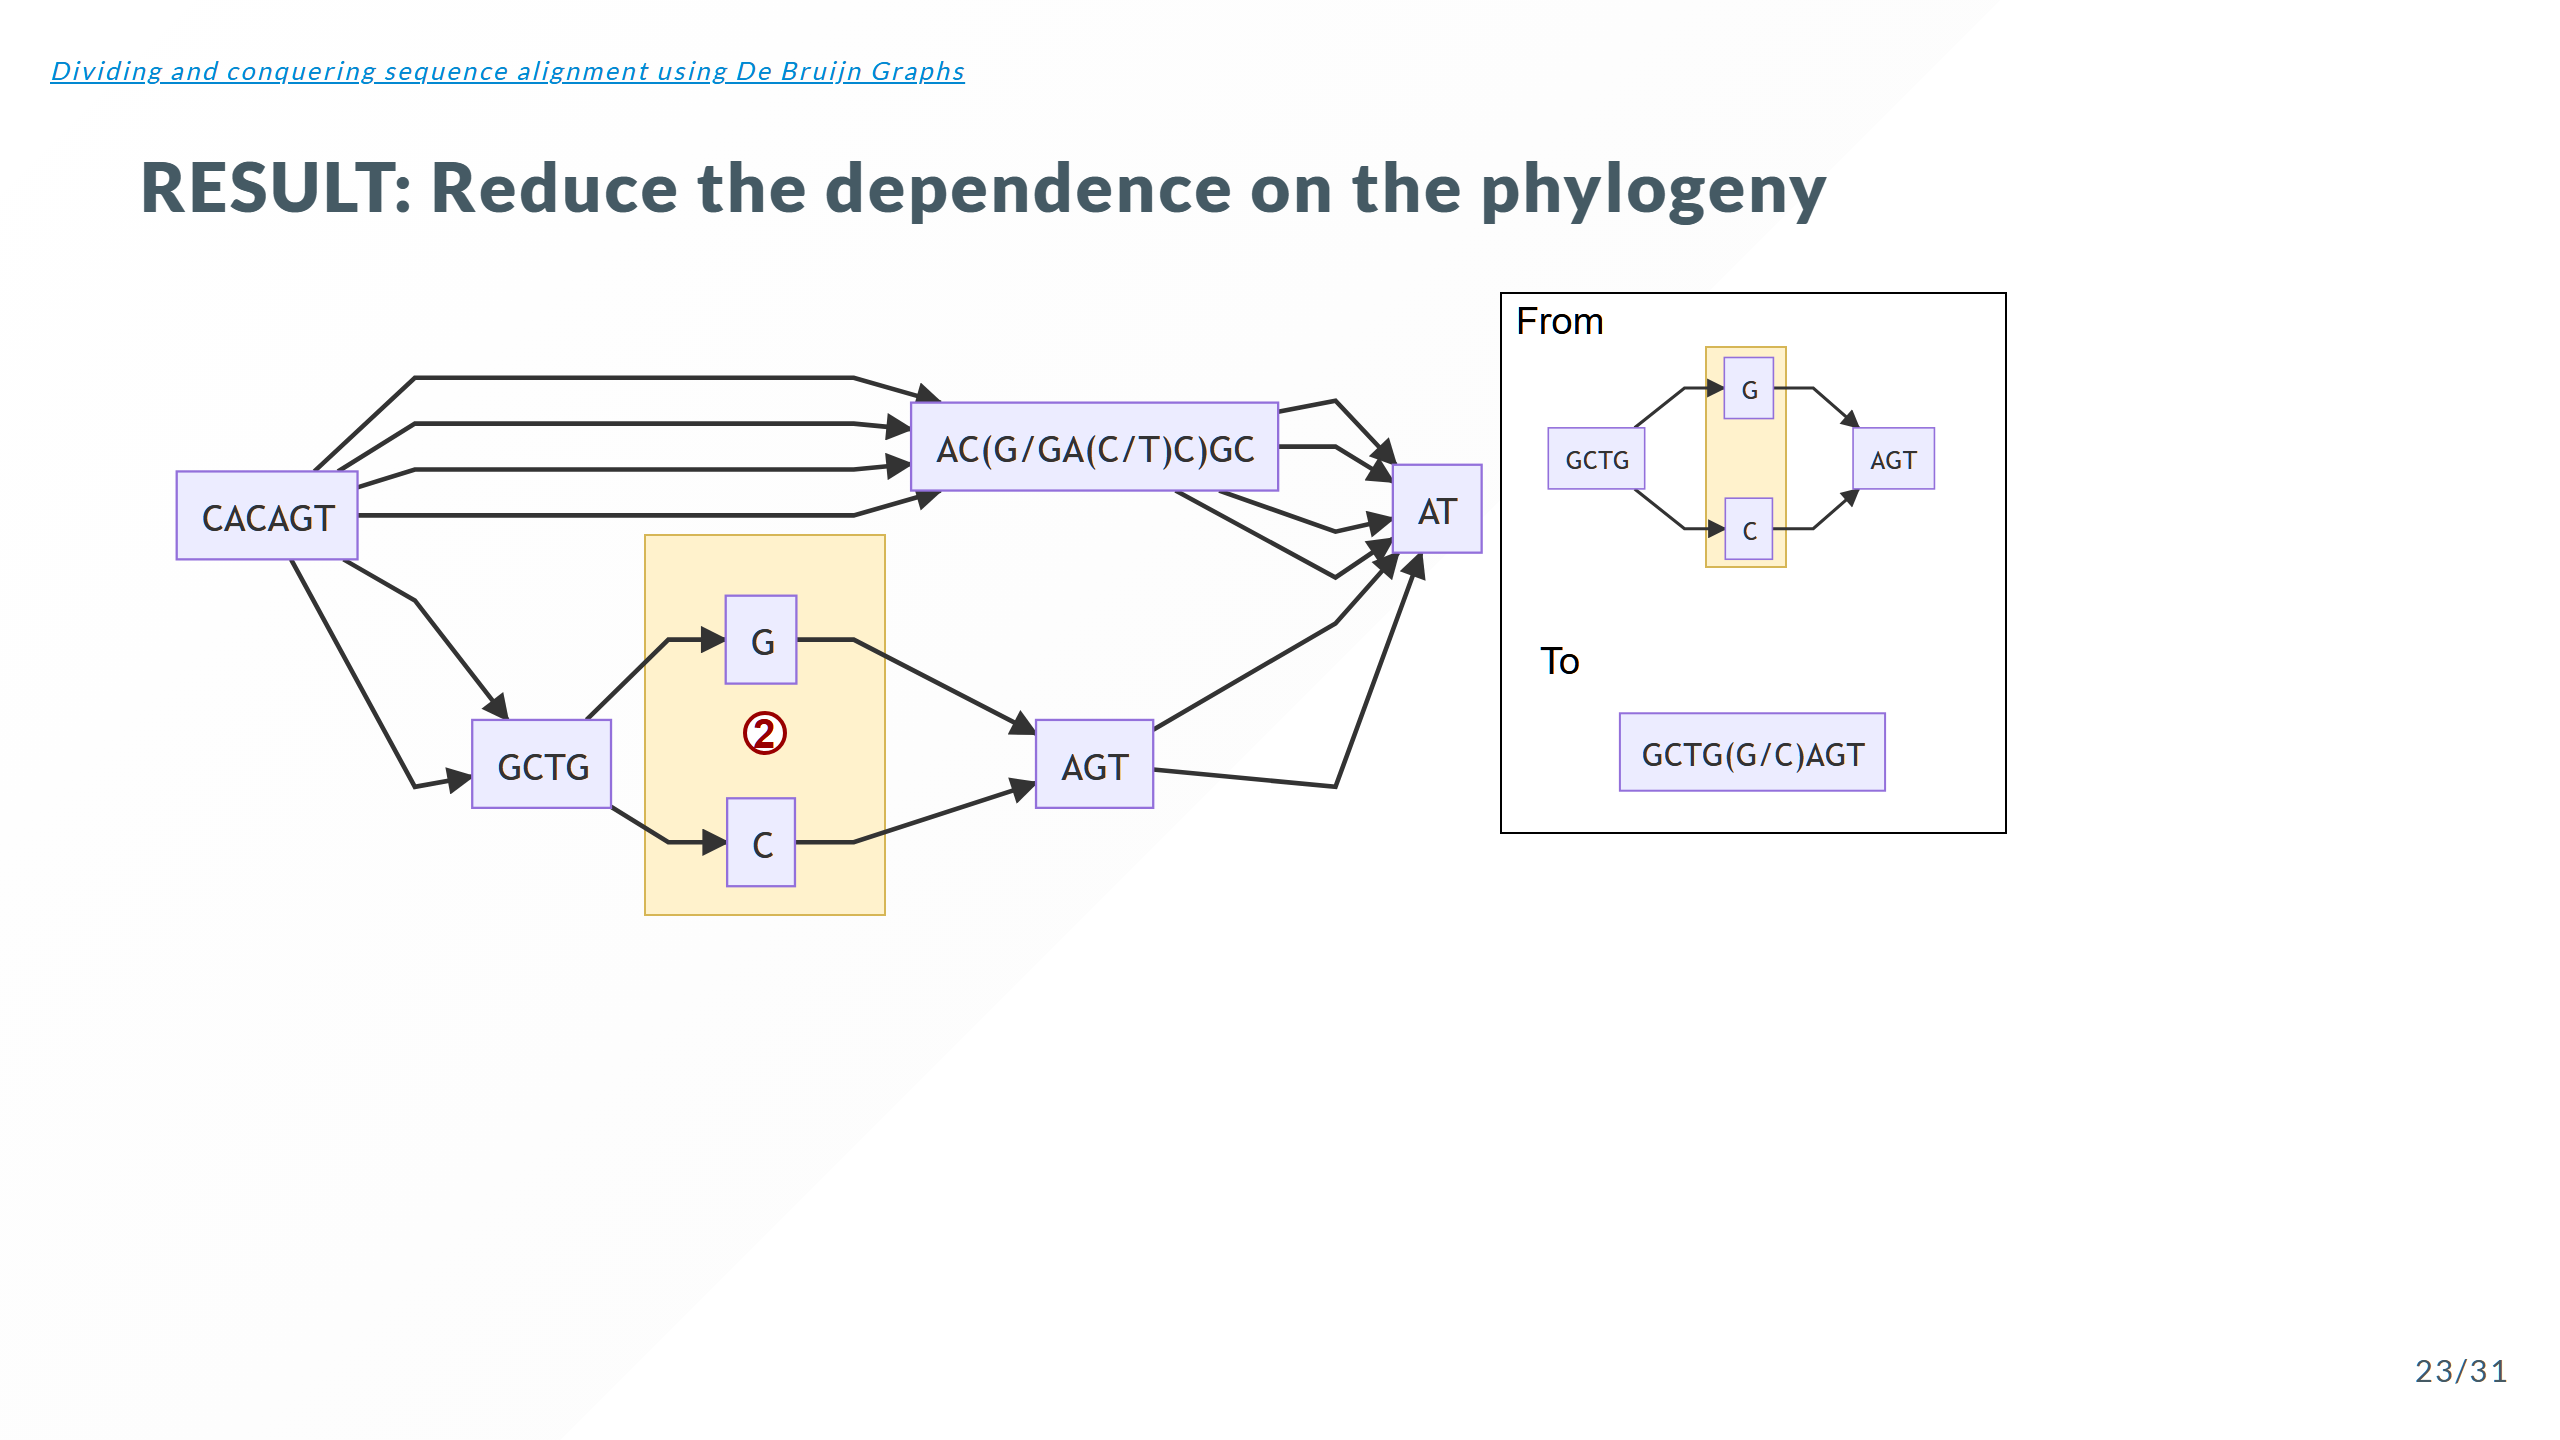 Dividing and conquering sequence alignment using De Bruijn Graphs
RESULT: Reduce the dependence on the phylogeny
CACAGT
AC(G/GA(C/T)C)GC
AT
GCTG
G
②
C
AGT
From
G
GCTG
AGT
C
To
GCTG(G/C)AGT
23/31